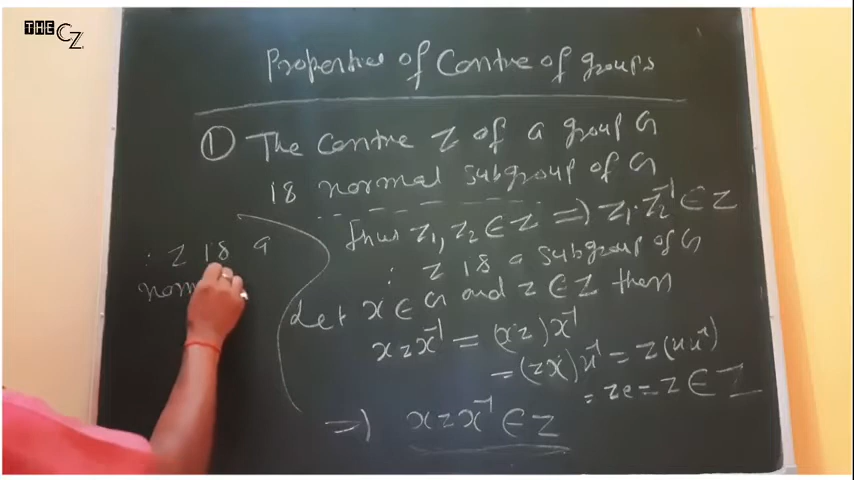 THE CZ
Properties of Centre of groups
① The Centre Z of a group G
is normal subgroup of G
Thus z₁, z₂ ∈ Z ⇒ z₁·z₂⁻¹ ∈ Z
∴ Z is a subgroup of G
Let x ∈ G and z ∈ Z then
xzx⁻¹ = (xz)x⁻¹
= (zx)x⁻¹ = z(xx⁻¹)
= ze = z ∈ Z
⇒ xzx⁻¹ ∈ Z
∴ Z is a